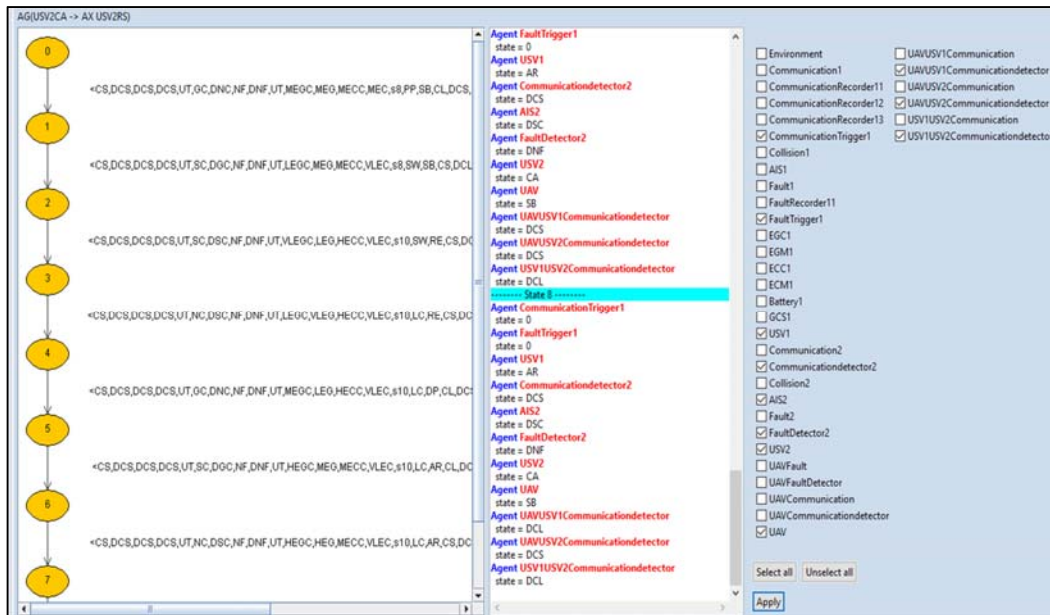 AG(USV2CA -> AX USV2RS)
0
<CS,DCS,DCS,DCS,UT,GC,DNC,NF,DNF,UT,MEGC,MEG,MECC,MEC,s8,PP,SB,CL,DCS,
1
<CS,DCS,DCS,DCS,UT,SC,DGC,NF,DNF,UT,LEGC,MEG,MECC,VLEC,s8,SW,SB,CS,DCL
2
<CS,DCS,DCS,DCS,UT,SC,DSC,NF,DNF,UT,VLEGC,LEG,HECC,VLEC,s10,SW,RE,CS,DC
3
<CS,DCS,DCS,DCS,UT,NC,DSC,NF,DNF,UT,LEGC,VLEG,HECC,VLEC,s10,LC,RE,CS,DC
4
<CS,DCS,DCS,DCS,UT,GC,DNC,NF,DNF,UT,MEGC,LEG,HECC,VLEC,s10,LC,DP,CL,DCS
5
<CS,DCS,DCS,DCS,UT,SC,DGC,NF,DNF,UT,HEGC,MEG,MECC,VLEC,s10,LC,AR,CL,DC
6
<CS,DCS,DCS,DCS,UT,NC,DSC,NF,DNF,UT,HEGC,HEG,MECC,VLEC,s10,LC,AR,CS,DC
7
Agent FaultTrigger1
state = 0
Agent USV1
state = AR
Agent Communicationdetector2
state = DCS
Agent AIS2
state = DSC
Agent FaultDetector2
state = DNF
Agent USV2
state = CA
Agent UAV
state = SB
Agent UAVUSV1Communicationdetector
state = DCS
Agent UAVUSV2Communicationdetector
state = DCS
Agent USV1USV2Communicationdetector
state = DCL
-------- State 8 --------
Agent CommunicationTrigger1
state = 0
Agent FaultTrigger1
state = 0
Agent USV1
state = AR
Agent Communicationdetector2
state = DCS
Agent AIS2
state = DSC
Agent FaultDetector2
state = DNF
Agent USV2
state = CA
Agent UAV
state = SB
Agent UAVUSV1Communicationdetector
state = DCL
Agent UAVUSV2Communicationdetector
state = DCS
Agent USV1USV2Communicationdetector
state = DCL
Environment
Communication1
CommunicationRecorder11
CommunicationRecorder12
CommunicationRecorder13
CommunicationTrigger1
Collision1
AIS1
Fault1
FaultRecorder11
FaultTrigger1
EGC1
EGM1
ECC1
ECM1
Battery1
GCS1
USV1
Communication2
Communicationdetector2
Collision2
AIS2
Fault2
FaultDetector2
USV2
UAVFault
UAVFaultDetector
UAVCommunication
UAVCommunicationdetector
UAV
UAVUSV1Communication
UAVUSV1Communicationdetector
UAVUSV2Communication
UAVUSV2Communicationdetector
USV1USV2Communication
USV1USV2Communicationdetecto
Select all Unselect all
Apply